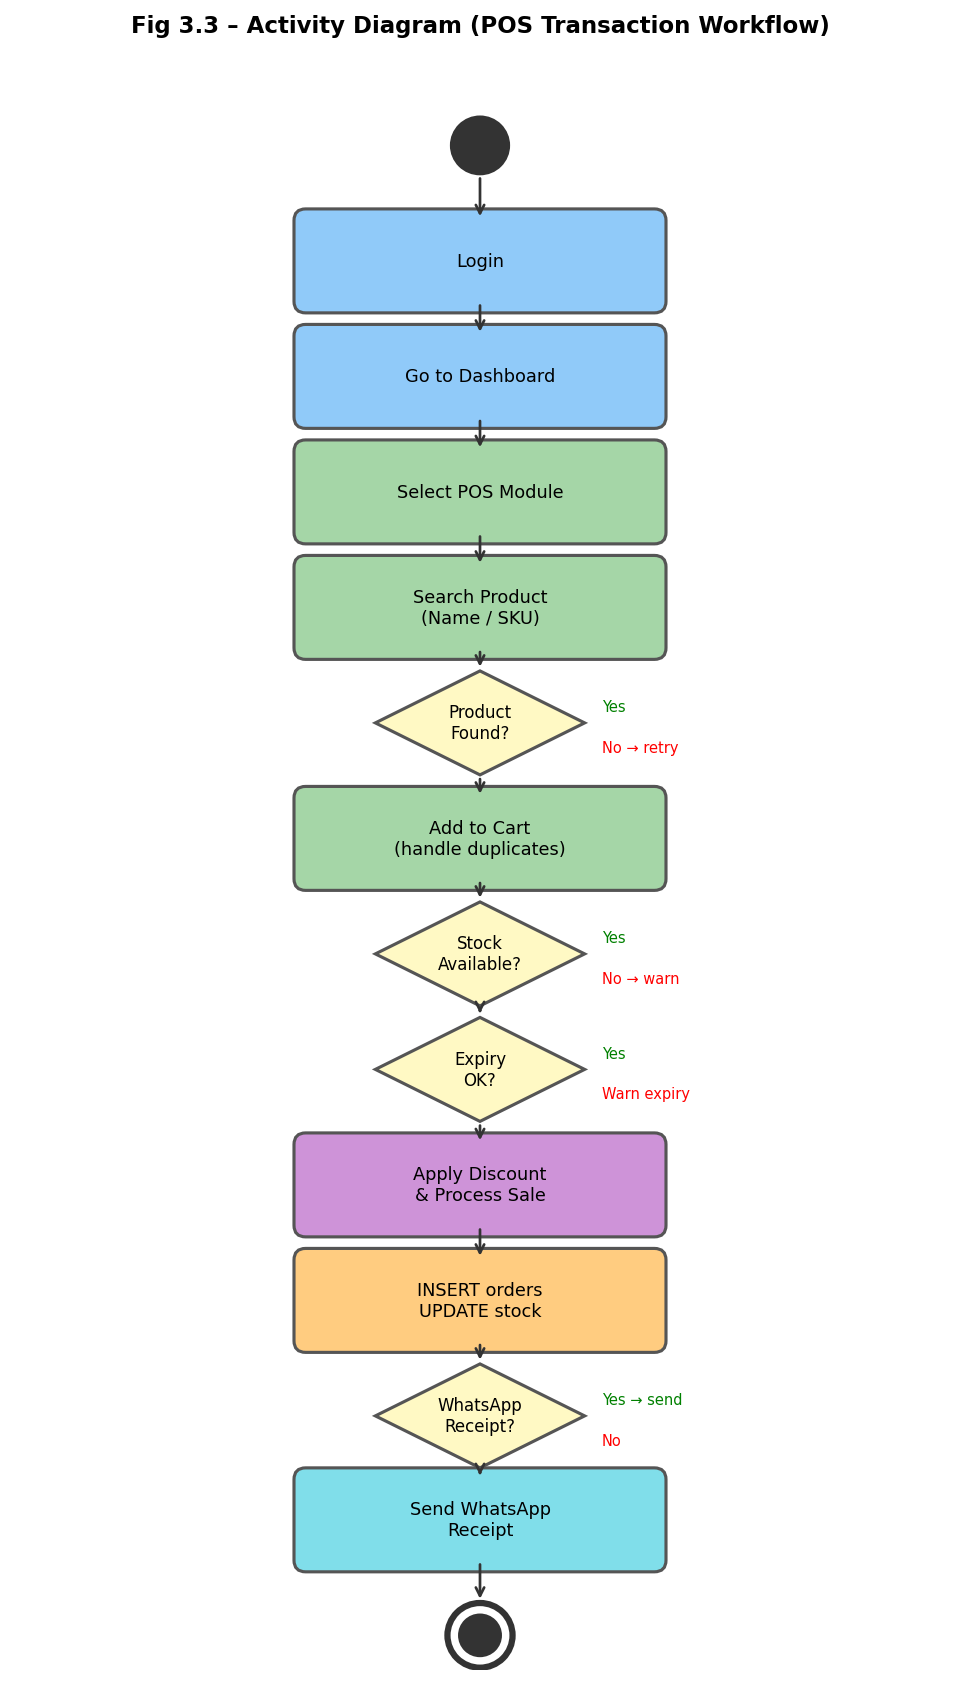 Fig 3.3 – Activity Diagram (POS Transaction Workflow)
Login
Go to Dashboard
Select POS Module
Search Product
(Name / SKU)
Product
Found?
Yes
No → retry
Add to Cart
(handle duplicates)
Stock
Available?
Yes
No → warn
Expiry
OK?
Yes
Warn expiry
Apply Discount
& Process Sale
INSERT orders
UPDATE stock
WhatsApp
Receipt?
Yes → send
No
Send WhatsApp
Receipt